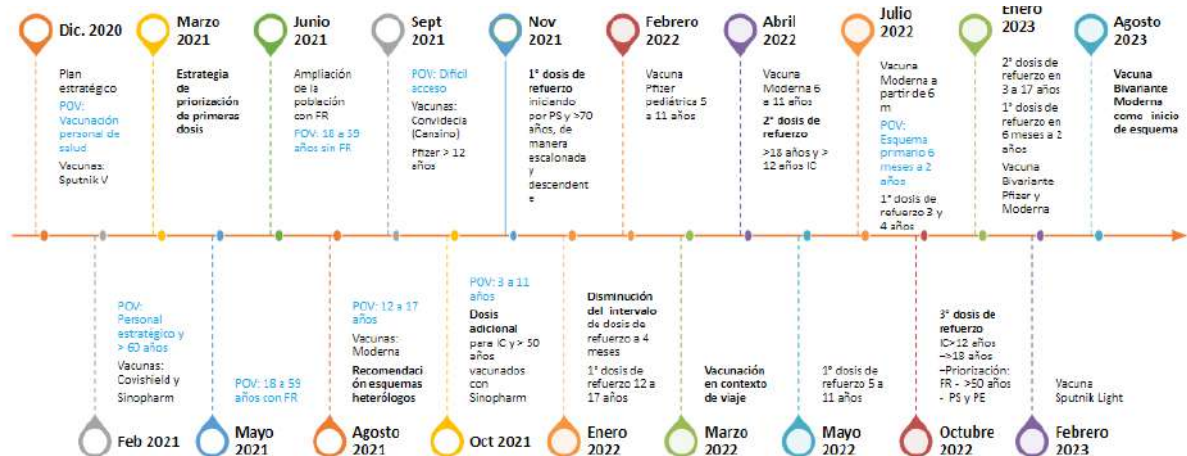 Dic. 2020
Plan
estratégico
POV:
Vacunación
personal de
salud
Vacunas:
Sputnik V
Marzo
2021
Estrategia
de
priorización
de primeras
dosis
Junio
2021
Ampliación
de la
población
con FR
POV: 18 a 59
años sin FR
Sept
2021
POV: Difícil
acceso
Vacunas:
Convidecia
(Cansino)
Pfizer > 12
años
Nov
2021
1° dosis de
refuerzo
iniciando
por PS y >70
años, de
manera
escalonada
y
descendent
e
Febrero
2022
Vacuna
Pfizer
pediátrica 5
a 11 años
Abril
2022
Vacuna
Moderna 6
a 11 años
2° dosis de
refuerzo
>18 años y >
12 años IC
Julio
2022
Vacuna
Moderna a
partir de 6
m
POV:
Esquema
primario 6
meses a 2
años
1° dosis de
refuerzo 3 y
4 años
Enero
2023
2° dosis de
refuerzo en
3 a 17 años
1° dosis de
refuerzo en
6 meses a 2
años
Vacuna
Bivariante
Pfizer y
Moderna
Agosto
2023
Vacuna
Bivariante
Moderna
como inicio
de esquema
POV:
Personal
estratégico y
> 60 años
Vacunas:
Covishield y
Sinopharm
Feb 2021
POV: 18 a 59
años con FR
Mayo
2021
POV: 12 a 17
años
Vacunas:
Moderna
Recomendaci
ón esquemas
heterólogos
Agosto
2021
POV: 3 a 11
años
Dosis
adicional
para IC y > 50
años
vacunados
con
Sinopharm
Oct 2021
Disminución
del intervalo
de dosis de
refuerzo a 4
meses
1° dosis de
refuerzo 12 a
17 años
Enero
2022
Vacunación
en contexto
de viaje
Marzo
2022
1° dosis de
refuerzo 5 a
11 años
Mayo
2022
3° dosis de
refuerzo
IC>12 años
–>18 años
–Priorización:
FR - >50 años
- PS y PE
Octubre
2022
Vacuna
Sputnik Light
Febrero
2023